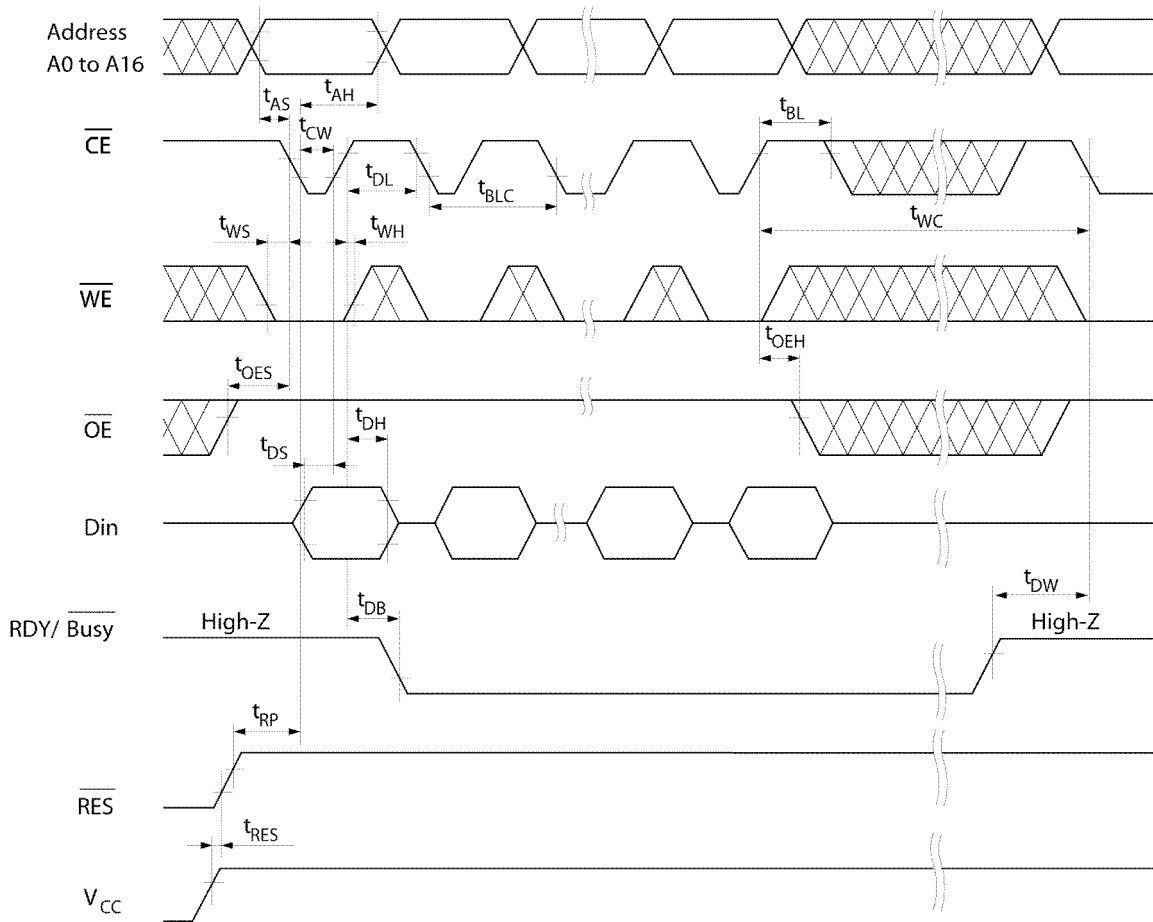 Address
A0 to A16
tAS
tAH
CE
tCW
tBL
tDL
tBLC
tWC
tWS
tWH
WE
tOES
tOEH
OE
tDH
tDS
Din
tDB
tDW
RDY/ Busy
High-Z
High-Z
tRP
RES
tRES
VCC